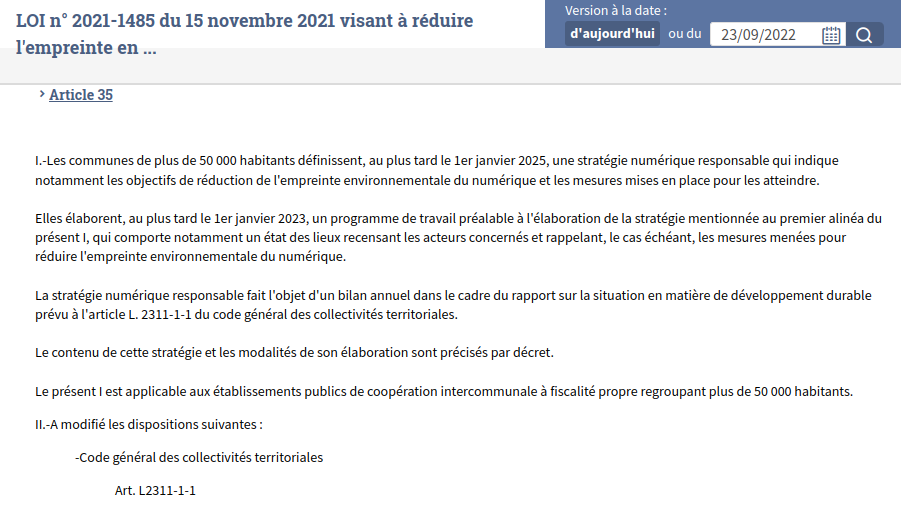 LOI n° 2021-1485 du 15 novembre 2021 visant à réduire
l'empreinte en ...
Version à la date :
d'aujourd'hui ou du 23/09/2022
Article 35
I.-Les communes de plus de 50 000 habitants définissent, au plus tard le 1er janvier 2025, une stratégie numérique responsable qui indique
notamment les objectifs de réduction de l'empreinte environnementale du numérique et les mesures mises en place pour les atteindre.
Elles élaborent, au plus tard le 1er janvier 2023, un programme de travail préalable à l'élaboration de la stratégie mentionnée au premier alinéa du
présent I, qui comporte notamment un état des lieux recensant les acteurs concernés et rappelant, le cas échéant, les mesures menées pour
réduire l'empreinte environnementale du numérique.
La stratégie numérique responsable fait l'objet d'un bilan annuel dans le cadre du rapport sur la situation en matière de développement durable
prévu à l'article L. 2311-1-1 du code général des collectivités territoriales.
Le contenu de cette stratégie et les modalités de son élaboration sont précisés par décret.
Le présent I est applicable aux établissements publics de coopération intercommunale à fiscalité propre regroupant plus de 50 000 habitants.
II.-A modifié les dispositions suivantes :
-Code général des collectivités territoriales
Art. L2311-1-1